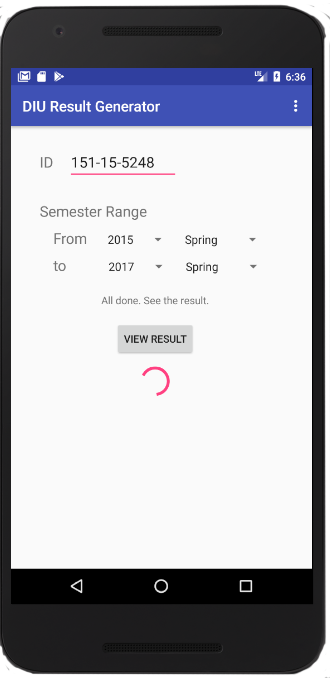 LTE 6:36
DIU Result Generator
ID 151-15-5248
Semester Range
From 2015 Spring
to 2017 Spring
All done. See the result.
VIEW RESULT